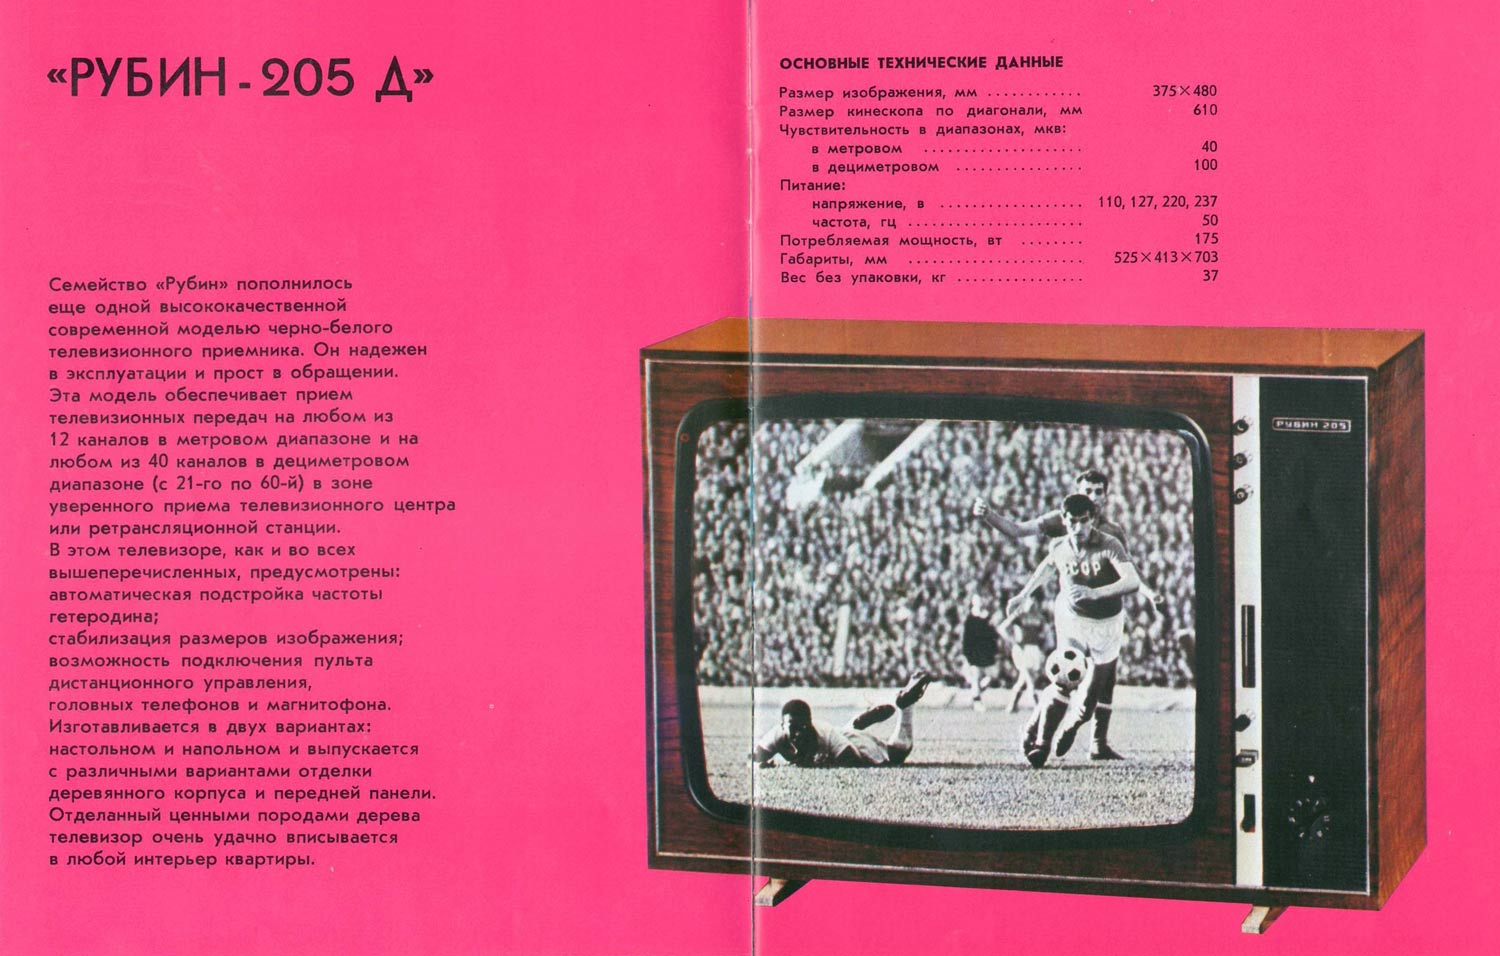 «РУБИН - 205 Д»
Семейство «Рубин» пополнилось
еще одной высококачественной
современной моделью черно-белого
телевизионного приемника. Он надежен
в эксплуатации и прост в обращении.
Эта модель обеспечивает прием
телевизионных передач на любом из
12 каналов в метровом диапазоне и на
любом из 40 каналов в дециметровом
диапазоне (с 21-го по 60-й) в зоне
уверенного приема телевизионного центра
или ретрансляционной станции.
В этом телевизоре, как и во всех
вышеперечисленных, предусмотрены:
автоматическая подстройка частоты
гетеродина;
стабилизация размеров изображения;
возможность подключения пульта
дистанционного управления,
головных телефонов и магнитофона.
Изготавливается в двух вариантах:
настольном и напольном и выпускается
с различными вариантами отделки
деревянного корпуса и передней панели.
Отделанный ценными породами дерева
телевизор очень удачно вписывается
в любой интерьер квартиры.
ОСНОВНЫЕ ТЕХНИЧЕСКИЕ ДАННЫЕ
Размер изображения, мм ............ 375×480
Размер кинескопа по диагонали, мм 610
Чувствительность в диапазонах, мкв:
в метровом .................... 40
в дециметровом ................ 100
Питание:
напряжение, в .................. 110, 127, 220, 237
частота, гц ...................... 50
Потребляемая мощность, вт ........ 175
Габариты, мм ...................... 525×413×703
Вес без упаковки, кг ................ 37
РУБИН 205
СССР